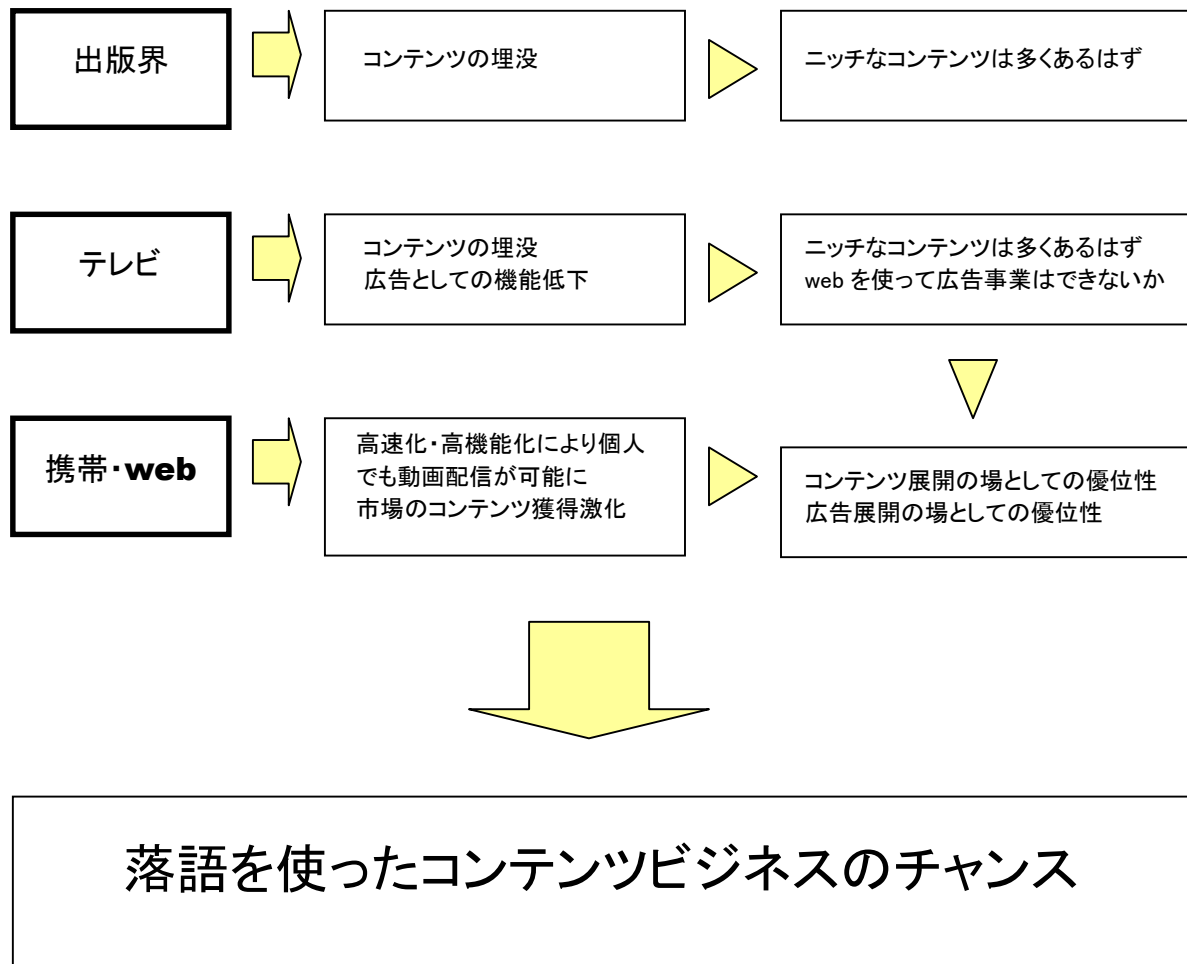 出版界
コンテンツの埋没
ニッチなコンテンツは多くあるはず
テレビ
コンテンツの埋没
広告としての機能低下
ニッチなコンテンツは多くあるはず
web を使って広告事業はできないか
携帯・web
高速化・高機能化により個人
でも動画配信が可能に
市場のコンテンツ獲得激化
コンテンツ展開の場としての優位性
広告展開の場としての優位性
落語を使ったコンテンツビジネスのチャンス